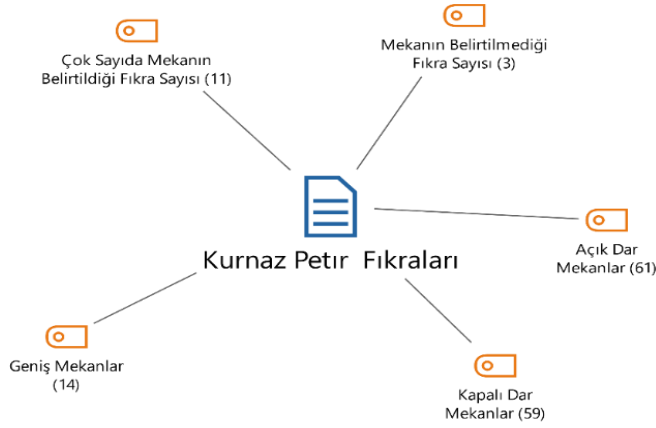 Çok Sayıda Mekanın
Belirtildiği Fıkra Sayısı (11)
Mekanın Belirtilmediği
Fıkra Sayısı (3)
Kurnaz Petır Fıkraları
Açık Dar
Mekanlar (61)
Geniş Mekanlar
(14)
Kapalı Dar
Mekanlar (59)